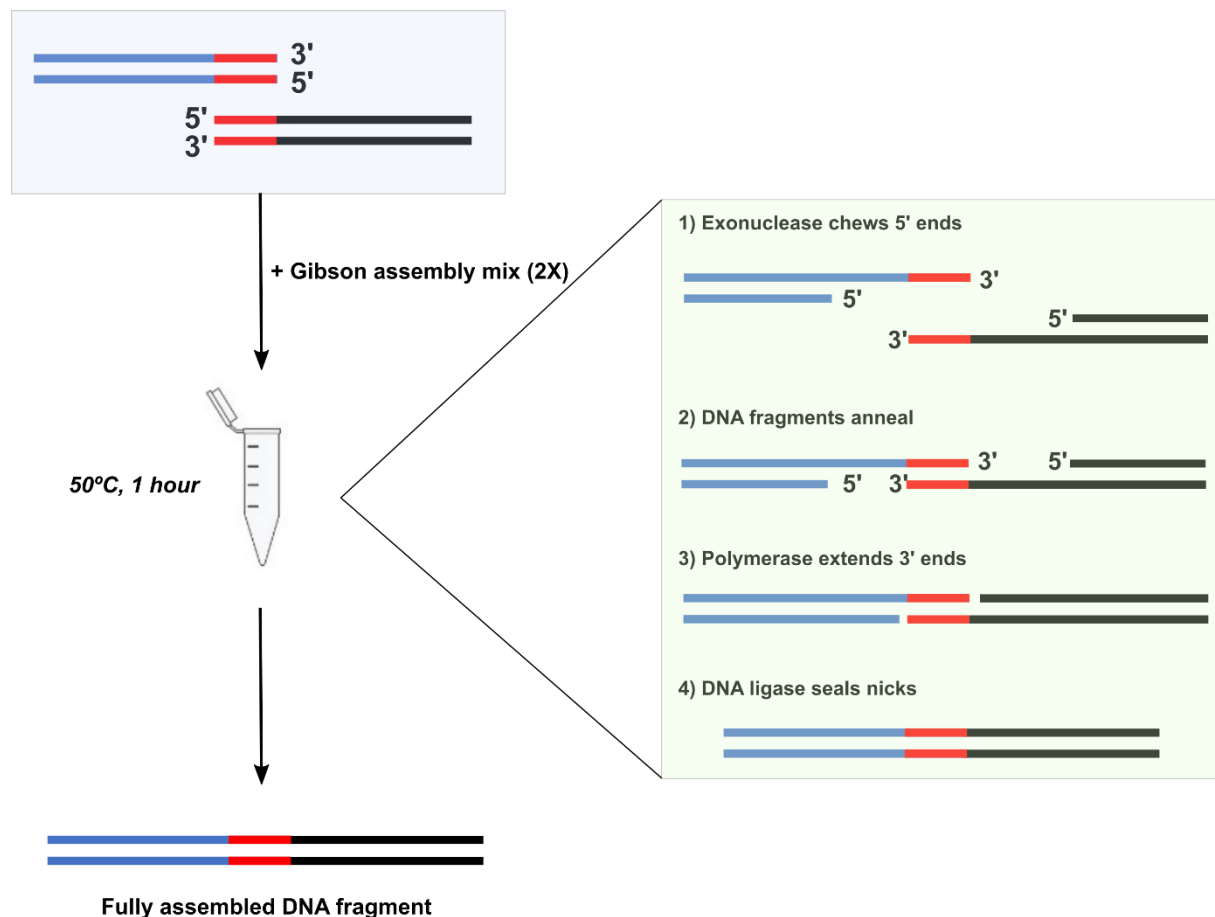 3'
5'
5'
3'
+ Gibson assembly mix (2X)
50ºC, 1 hour
Fully assembled DNA fragment
1) Exonuclease chews 5' ends
3'
5'
5'
3'
2) DNA fragments anneal
3' 5'
5' 3'
3) Polymerase extends 3' ends
4) DNA ligase seals nicks